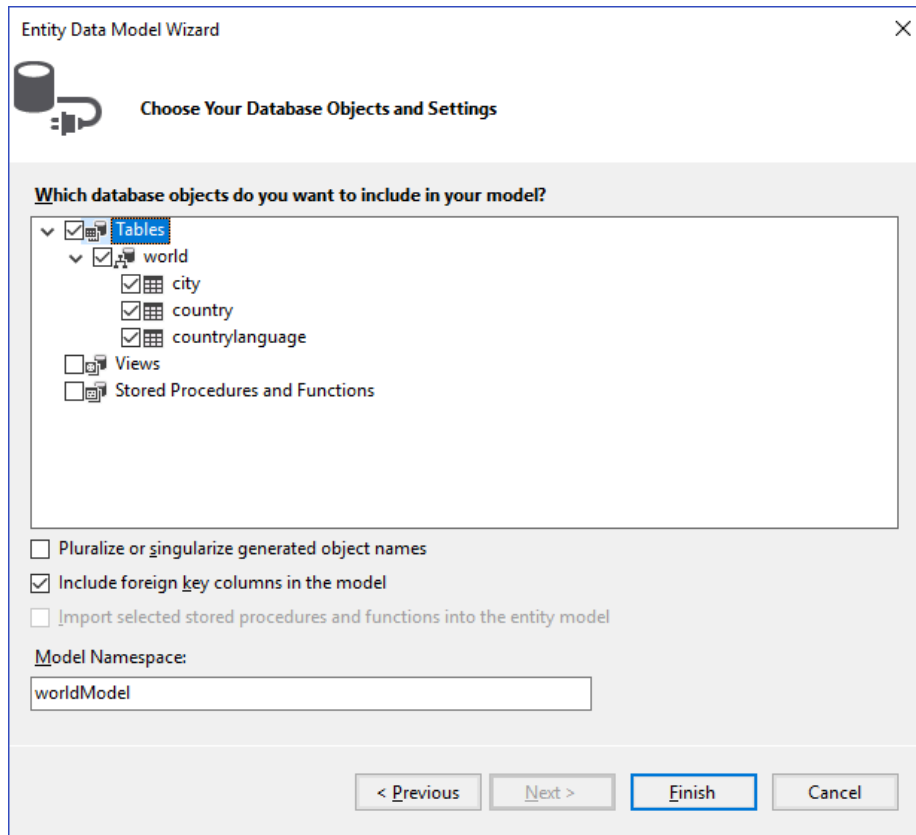 Entity Data Model Wizard
Choose Your Database Objects and Settings
Which database objects do you want to include in your model?
Tables
world
city
country
countrylanguage
Views
Stored Procedures and Functions
Pluralize or singularize generated object names
Include foreign key columns in the model
Import selected stored procedures and functions into the entity model
Model Namespace:
worldModel
< Previous
Next >
Finish
Cancel